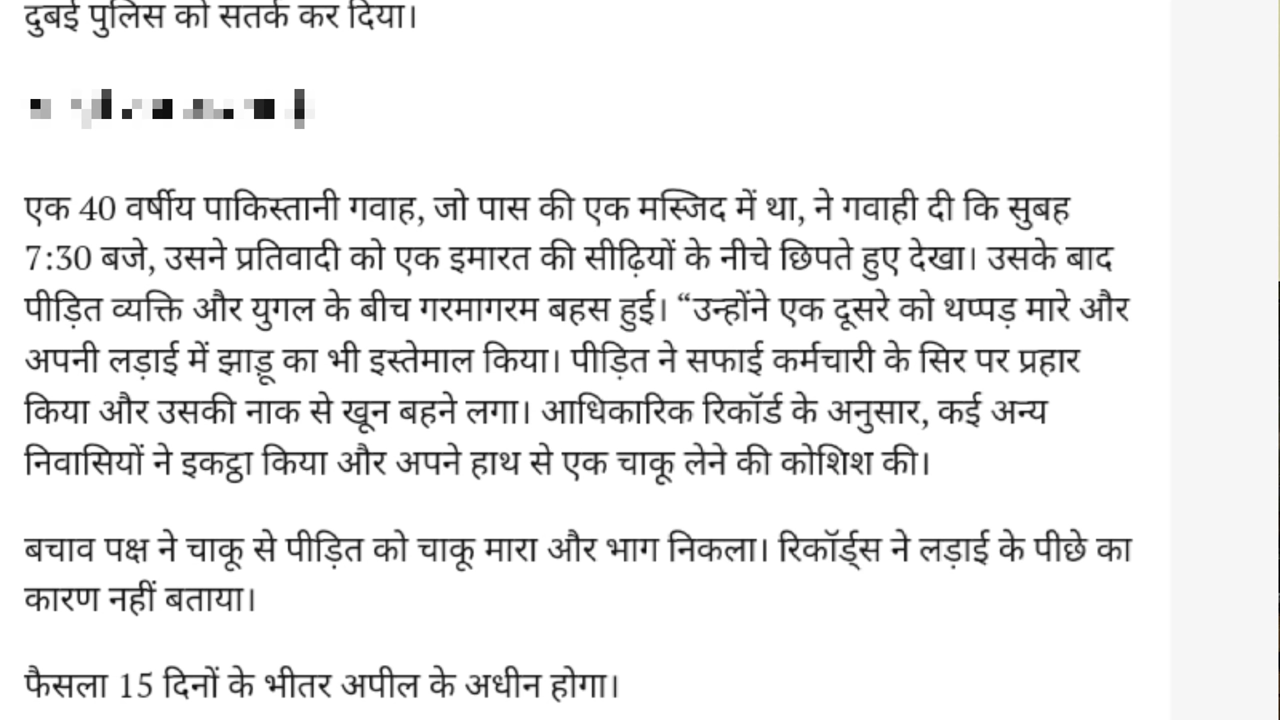 दुबई पुलिस को सतर्क कर दिया।
एक 40 वर्षीय पाकिस्तानी गवाह, जो पास की एक मस्जिद में था, ने गवाही दी कि सुबह
7:30 बजे, उसने प्रतिवादी को एक इमारत की सीढ़ियों के नीचे छिपते हुए देखा। उसके बाद
पीड़ित व्यक्ति और युगल के बीच गरमागरम बहस हुई। “उन्होंने एक दूसरे को थप्पड़ मारे और
अपनी लड़ाई में झाड़ू का भी इस्तेमाल किया। पीड़ित ने सफाई कर्मचारी के सिर पर प्रहार
किया और उसकी नाक से खून बहने लगा। आधिकारिक रिकॉर्ड के अनुसार, कई अन्य
निवासियों ने इकट्ठा किया और अपने हाथ से एक चाकू लेने की कोशिश की।
बचाव पक्ष ने चाकू से पीड़ित को चाकू मारा और भाग निकला। रिकॉर्ड्स ने लड़ाई के पीछे का
कारण नहीं बताया।
फैसला 15 दिनों के भीतर अपील के अधीन होगा।